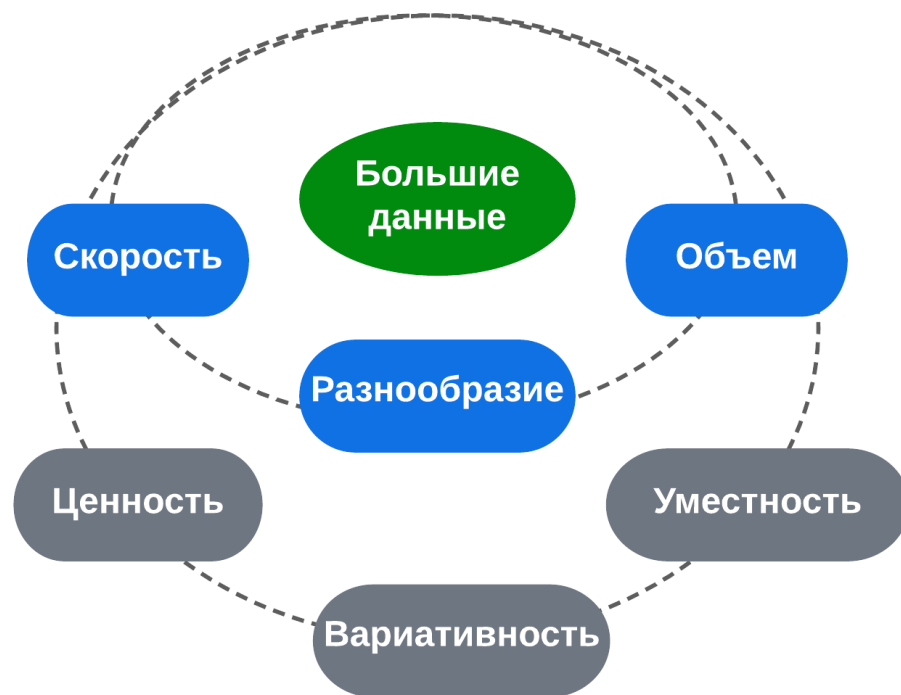 Большие
данные
Скорость
Объем
Разнообразие
Ценность
Уместность
Вариативность